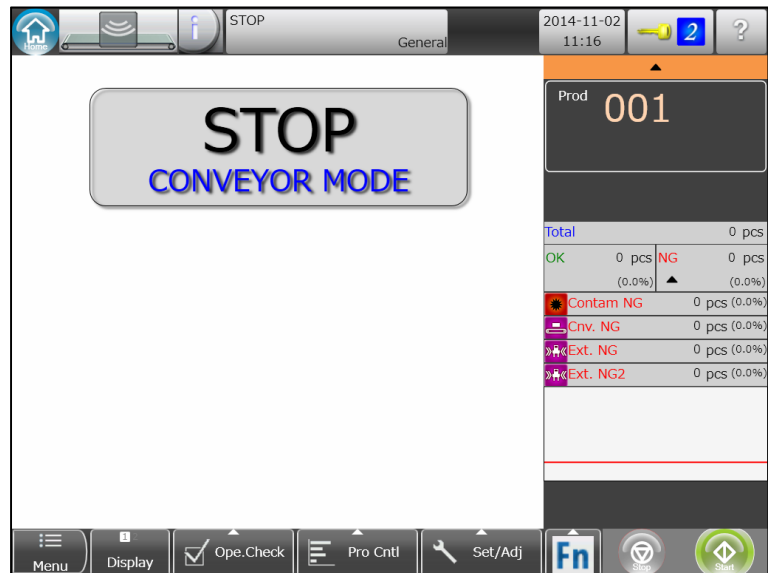 Home
i
STOP
General
2014-11-02
11:16
2
?
STOP
CONVEYOR MODE
Prod 001
Total 0 pcs
OK 0 pcs NG 0 pcs
(0.0%) (0.0%)
Contam NG 0 pcs (0.0%)
Cnv. NG 0 pcs (0.0%)
Ext. NG 0 pcs (0.0%)
Ext. NG2 0 pcs (0.0%)
Menu
1
Display
Ope.Check
Pro Cntl
Set/Adj
Fn
Stop
Start